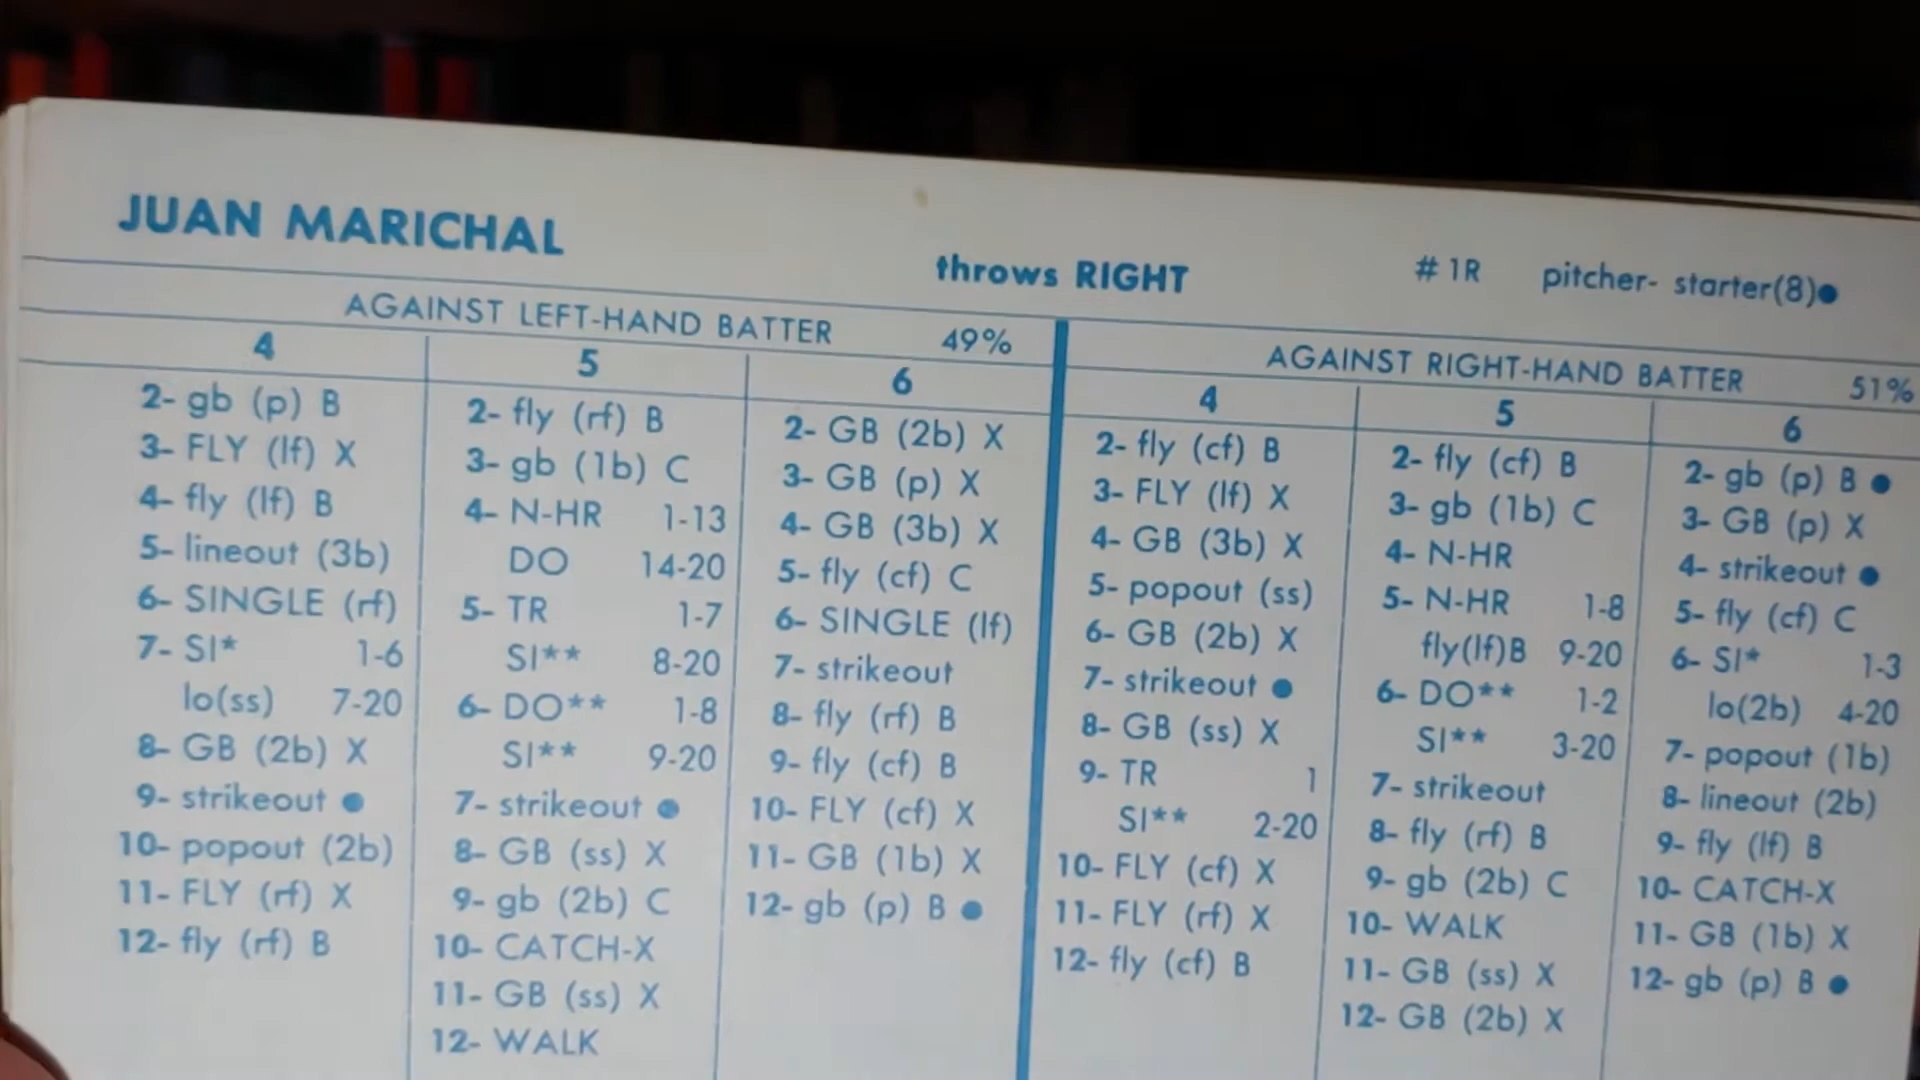 JUAN MARICHAL
throws RIGHT
# 1R
pitcher- starter(8)●
AGAINST LEFT-HAND BATTER 49%
4
2- gb (p) B
3- FLY (lf) X
4- fly (lf) B
5- lineout (3b)
6- SINGLE (rf)
7- SI* 1-6
lo(ss) 7-20
8- GB (2b) X
9- strikeout ●
10- popout (2b)
11- FLY (rf) X
12- fly (rf) B
5
2- fly (rf) B
3- gb (1b) C
4- N-HR 1-13
DO 14-20
5- TR 1-7
SI** 8-20
6- DO** 1-8
SI** 9-20
7- strikeout ●
8- GB (ss) X
9- gb (2b) C
10- CATCH-X
11- GB (ss) X
12- WALK
6
2- GB (2b) X
3- GB (p) X
4- GB (3b) X
5- fly (cf) C
6- SINGLE (lf)
7- strikeout
8- fly (rf) B
9- fly (cf) B
10- FLY (cf) X
11- GB (1b) X
12- gb (p) B ●
AGAINST RIGHT-HAND BATTER 51%
4
2- fly (cf) B
3- FLY (lf) X
4- GB (3b) X
5- popout (ss)
6- GB (2b) X
7- strikeout ●
8- GB (ss) X
9- TR 1
SI** 2-20
10- FLY (cf) X
11- FLY (rf) X
12- fly (cf) B
5
2- fly (cf) B
3- gb (1b) C
4- N-HR
5- N-HR 1-8
fly(lf)B 9-20
6- DO** 1-2
SI** 3-20
7- strikeout
8- fly (rf) B
9- gb (2b) C
10- WALK
11- GB (ss) X
12- GB (2b) X
6
2- gb (p) B ●
3- GB (p) X
4- strikeout ●
5- fly (cf) C
6- SI* 1-3
lo(2b) 4-20
7- popout (1b)
8- lineout (2b)
9- fly (lf) B
10- CATCH-X
11- GB (1b) X
12- gb (p) B ●